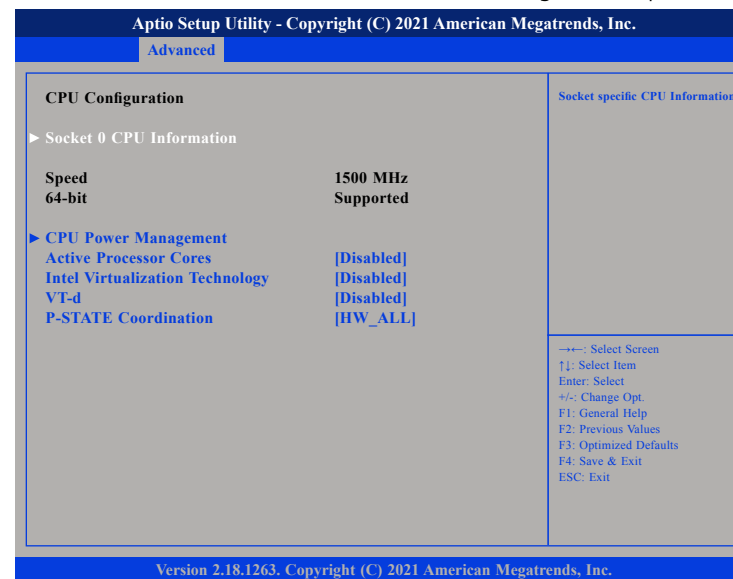 Aptio Setup Utility - Copyright (C) 2021 American Megatrends, Inc.
Advanced
CPU Configuration
► Socket 0 CPU Information
Speed 1500 MHz
64-bit Supported
► CPU Power Management
Active Processor Cores [Disabled]
Intel Virtualization Technology [Disabled]
VT-d [Disabled]
P-STATE Coordination [HW_ALL]
Socket specific CPU Information
→←: Select Screen
↑↓: Select Item
Enter: Select
+/-: Change Opt.
F1: General Help
F2: Previous Values
F3: Optimized Defaults
F4: Save & Exit
ESC: Exit
Version 2.18.1263. Copyright (C) 2021 American Megatrends, Inc.